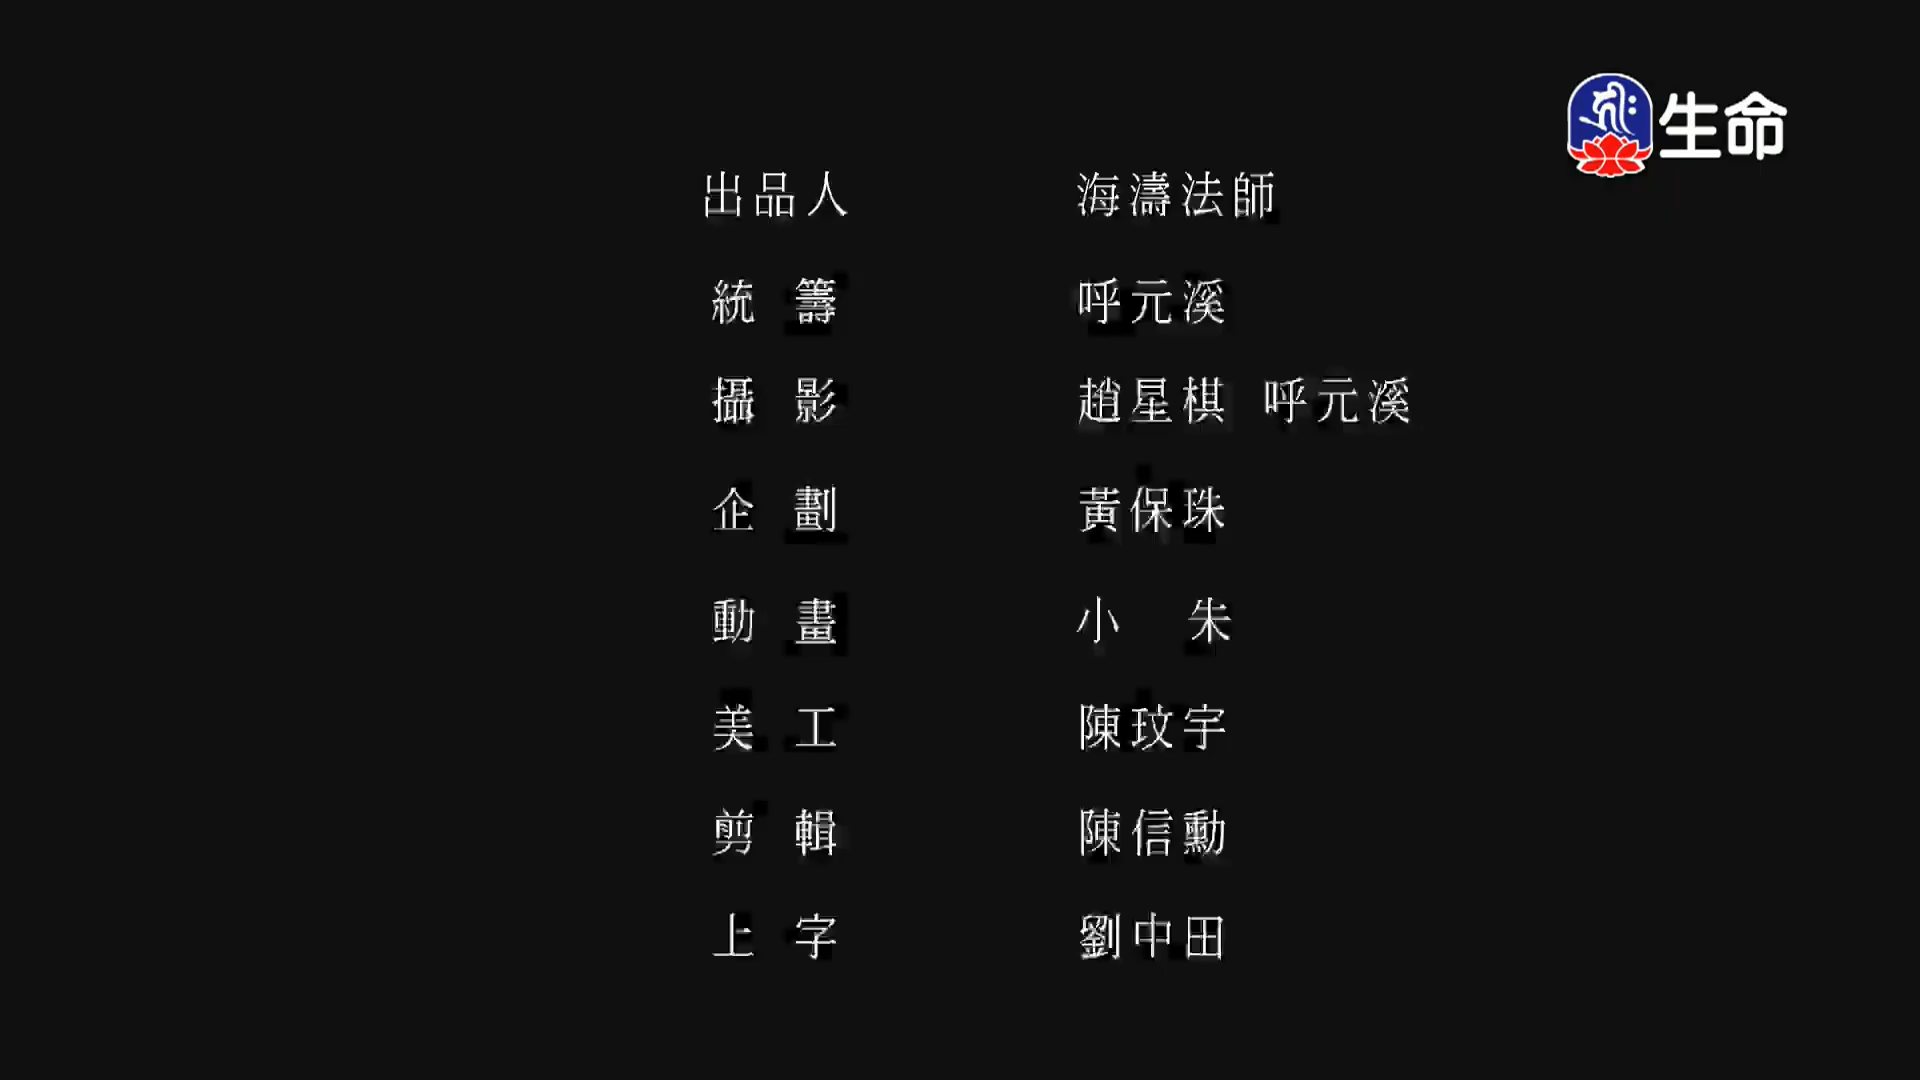 生命
出品人 海濤法師
統 籌 呼元溪
攝 影 趙星棋 呼元溪
企 劃 黃保珠
動 畫 小 朱
美 工 陳玟宇
剪 輯 陳信勳
上 字 劉中田